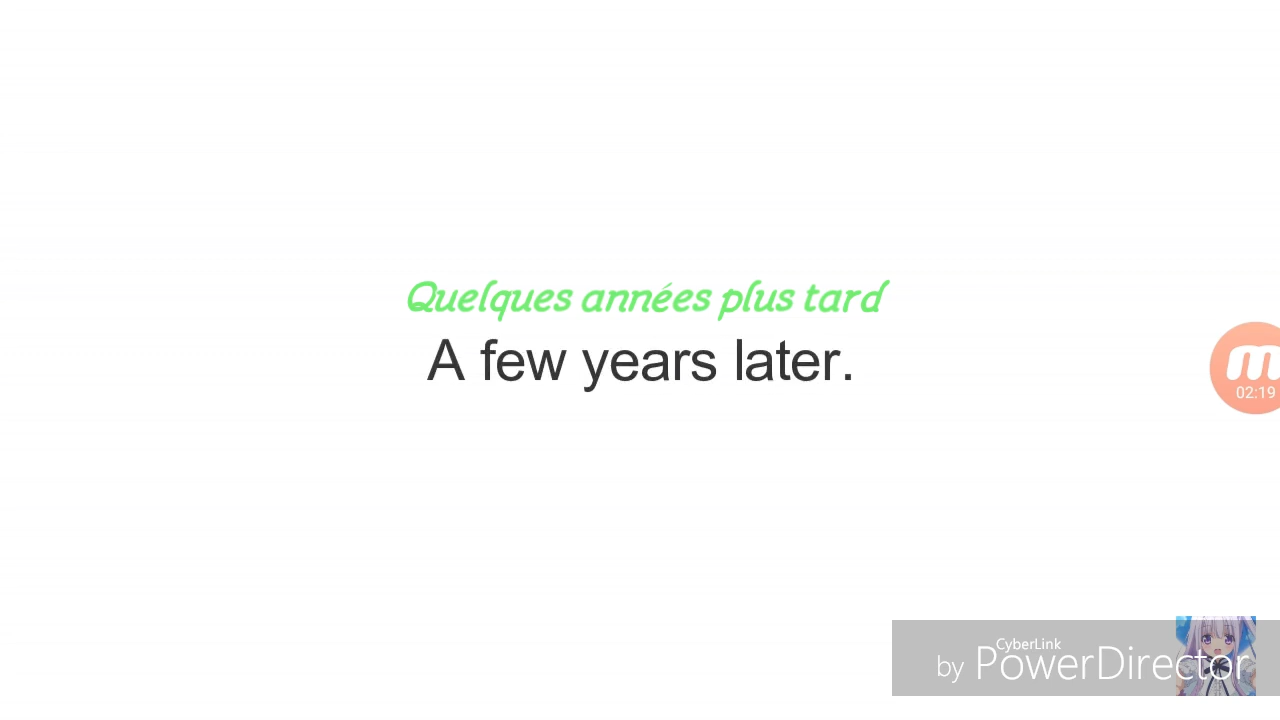 Quelques années plus tard
A few years later.
m
02:19
CyberLink
by PowerDirector